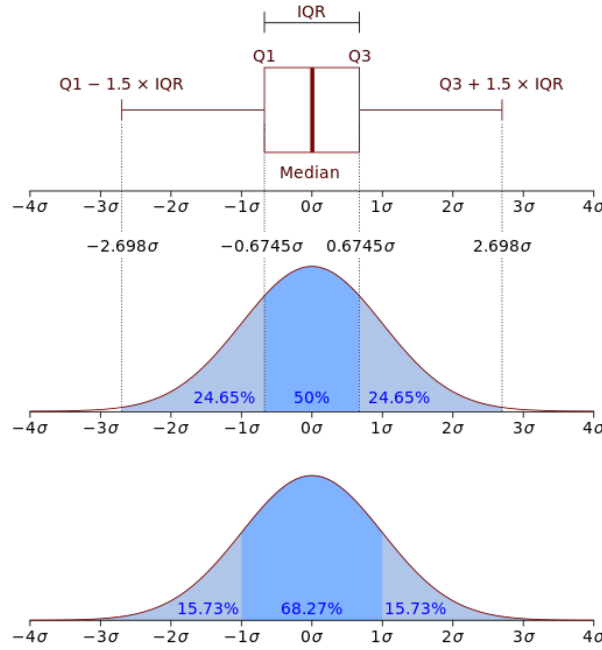 IQR
Q1 Q3
Q1 − 1.5 × IQR Q3 + 1.5 × IQR
Median
−4σ −3σ −2σ −1σ 0σ 1σ 2σ 3σ 4σ
−2.698σ −0.6745σ 0.6745σ 2.698σ
24.65% 50% 24.65%
−4σ −3σ −2σ −1σ 0σ 1σ 2σ 3σ 4σ
15.73% 68.27% 15.73%
−4σ −3σ −2σ −1σ 0σ 1σ 2σ 3σ 4σ